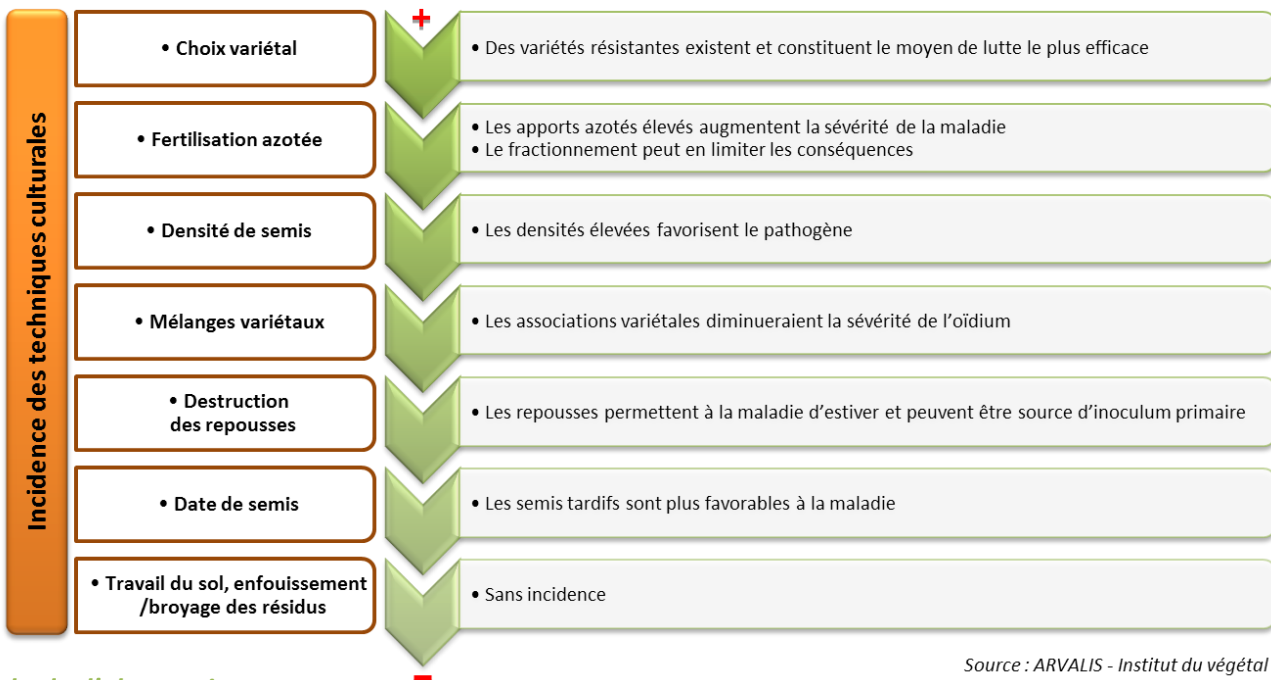 Incidence des techniques culturales
+
• Choix variétal
• Des variétés résistantes existent et constituent le moyen de lutte le plus efficace
• Fertilisation azotée
• Les apports azotés élevés augmentent la sévérité de la maladie
• Le fractionnement peut en limiter les conséquences
• Densité de semis
• Les densités élevées favorisent le pathogène
• Mélanges variétaux
• Les associations variétales diminueraient la sévérité de l’oïdium
• Destruction
des repousses
• Les repousses permettent à la maladie d’estiver et peuvent être source d’inoculum primaire
• Date de semis
• Les semis tardifs sont plus favorables à la maladie
• Travail du sol, enfouissement
/broyage des résidus
• Sans incidence
Source : ARVALIS - Institut du végétal
-